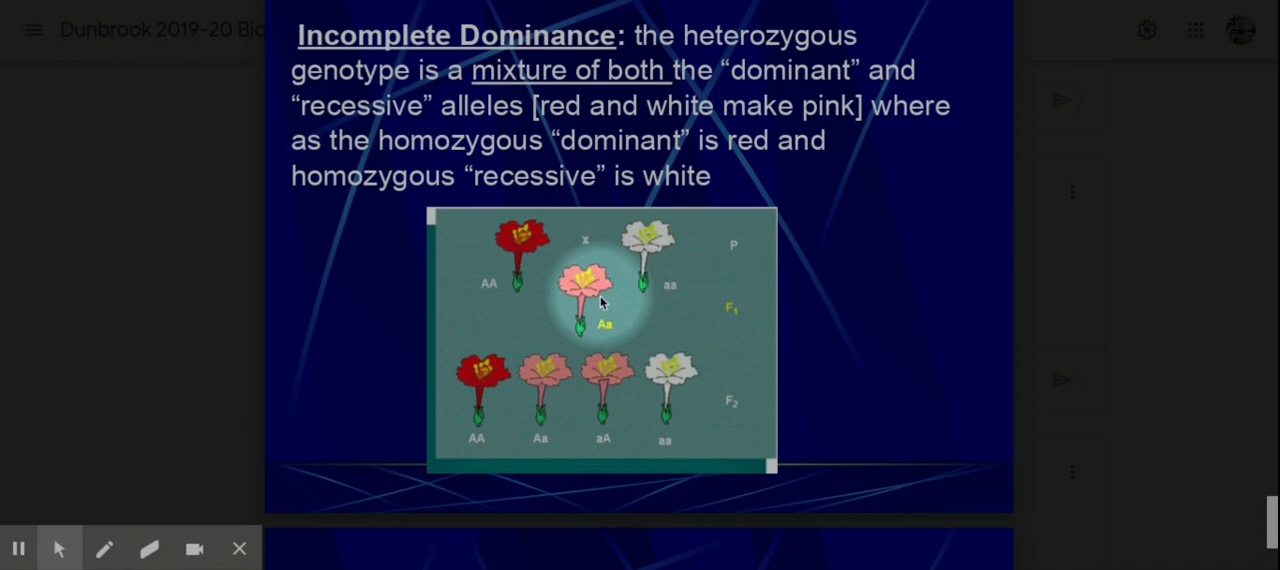 Dunbrook 2019-20 Bio
Incomplete Dominance: the heterozygous
genotype is a mixture of both the “dominant” and
“recessive” alleles [red and white make pink] where
as the homozygous “dominant” is red and
homozygous “recessive” is white
x P
AA aa
F₁
Aa
F₂
AA Aa aA aa